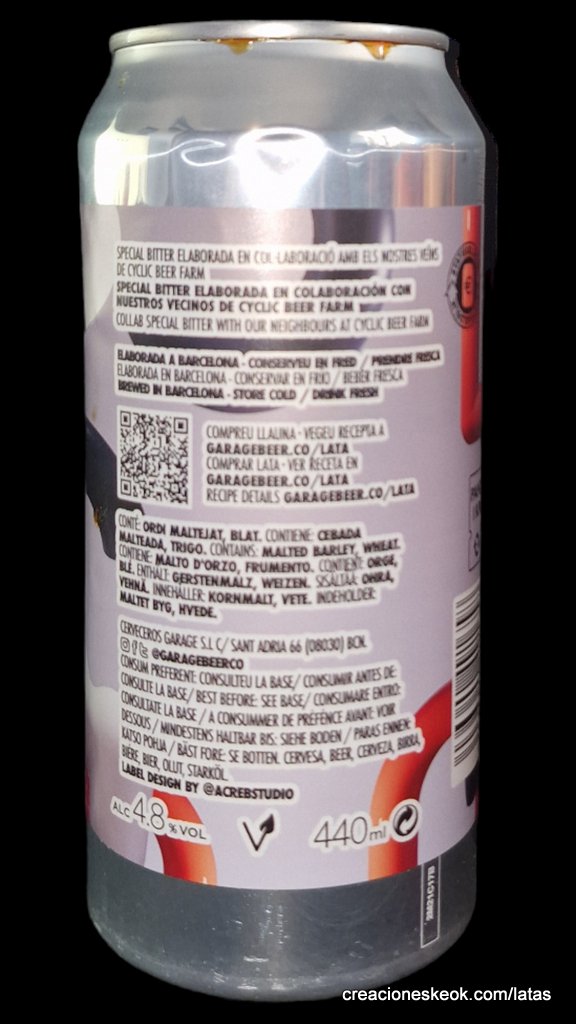 SPECIAL BITTER ELABORADA EN COL·LABORACIÓ AMB ELS NOSTRES VEÏNS
DE CYCLIC BEER FARM
SPECIAL BITTER ELABORADA EN COLABORACIÓN CON
NUESTROS VECINOS DE CYCLIC BEER FARM
COLLAB SPECIAL BITTER WITH OUR NEIGHBOURS AT CYCLIC BEER FARM
ELABORADA A BARCELONA - CONSERVEU EN FRED / PRENDRE FRESCA
ELABORADA EN BARCELONA - CONSERVAR EN FRIO / BEBER FRESCA
BREWED IN BARCELONA - STORE COLD / DRINK FRESH
COMPREU LLAUNA - VEGEU RECEPTA A
GARAGEBEER.CO/LATA
COMPRAR LATA - VER RECETA EN
GARAGEBEER.CO/LATA
RECIPE DETAILS GARAGEBEER.CO/LATA
CONTÉ: ORDI MALTEJAT, BLAT. CONTIENE: CEBADA
MALTEADA, TRIGO. CONTAINS: MALTED BARLEY, WHEAT.
CONTIENE: MALTO D'ORZO, FRUMENTO. CONTIENT: ORGE,
BLÉ. ENTHÄLT: GERSTENMALZ, WEIZEN. SISÄLTÄÄ: OHRA,
VEHNÄ. INNEHÅLLER: KORNMALT, VETE. INDEHOLDER:
MALTET BYG, HVEDE.
CERVECEROS GARAGE S.L C/ SANT ADRIA 66 (08030) BCN.
@GARAGEBEERCO
CONSUM PREFERENT: CONSULTEU LA BASE/ CONSUMIR ANTES DE:
CONSULTE LA BASE/ BEST BEFORE: SEE BASE/ CONSUMARE ENTRO:
CONSULTATE LA BASE / A CONSUMMER DE PRÉFÉNCE AVANT: VOIR
DESSOUS / MINDESTENS HALTBAR BIS: SIEHE BODEN / PARAS ENNEN:
KATSO POHJA / BÄST FORE: SE BOTTEN. CERVESA, BEER, CERVEZA, BIRRA,
BIÈRE, BIER, OLUT, STARKÖL.
LABEL DESIGN BY @ACREBSTUDIO
ALC 4.8 % VOL
440ml
creacioneskeok.com/latas